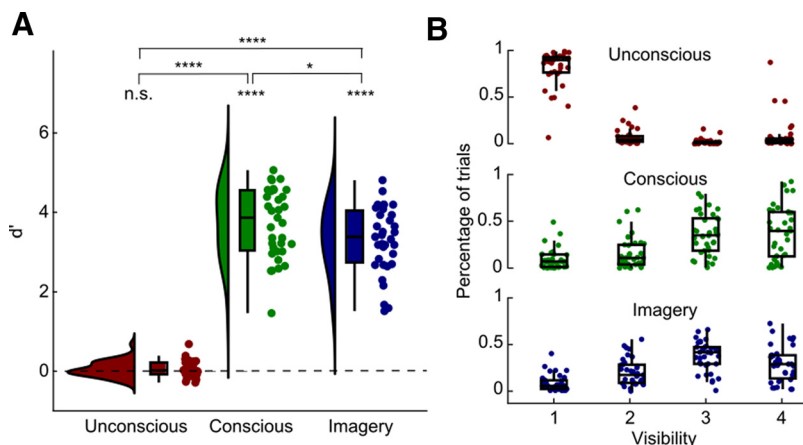 A
****
****
*
n.s.
****
****
6
4
2
0
d'
Unconscious
Conscious
Imagery
B
Percentage of trials
Unconscious
1
0.5
0
Conscious
1
0.5
0
Imagery
1
0.5
0
1
2
3
4
Visibility